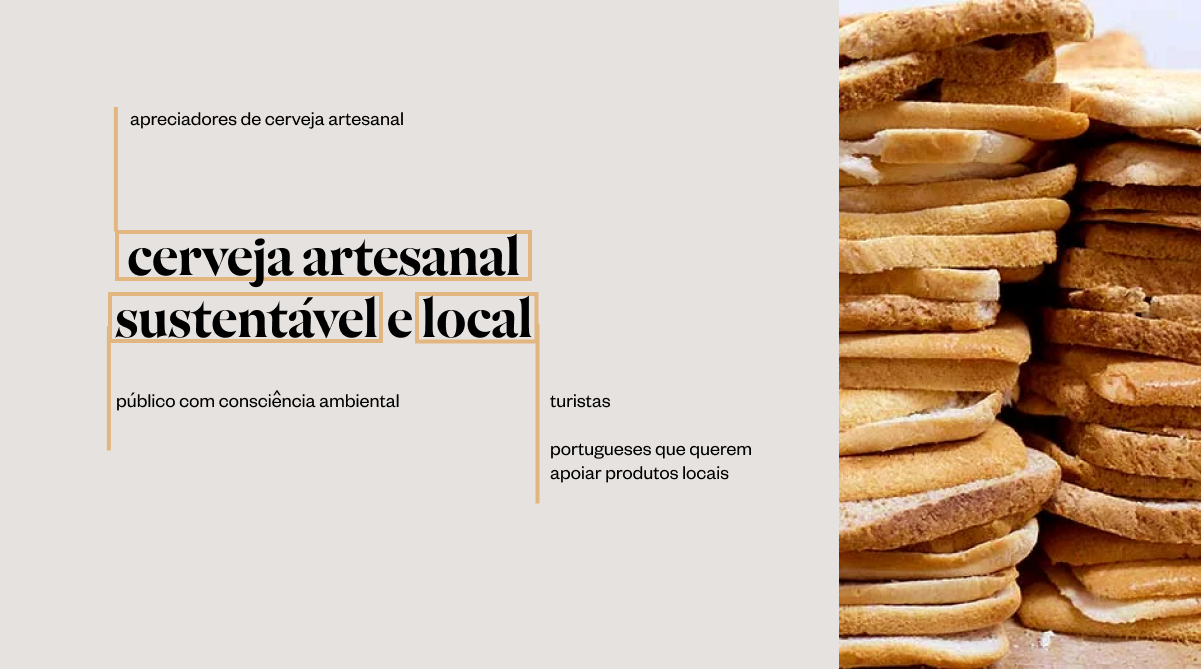 apreciadores de cerveja artesanal
cerveja artesanal
sustentável e local
público com consciência ambiental
turistas
portugueses que querem
apoiar produtos locais